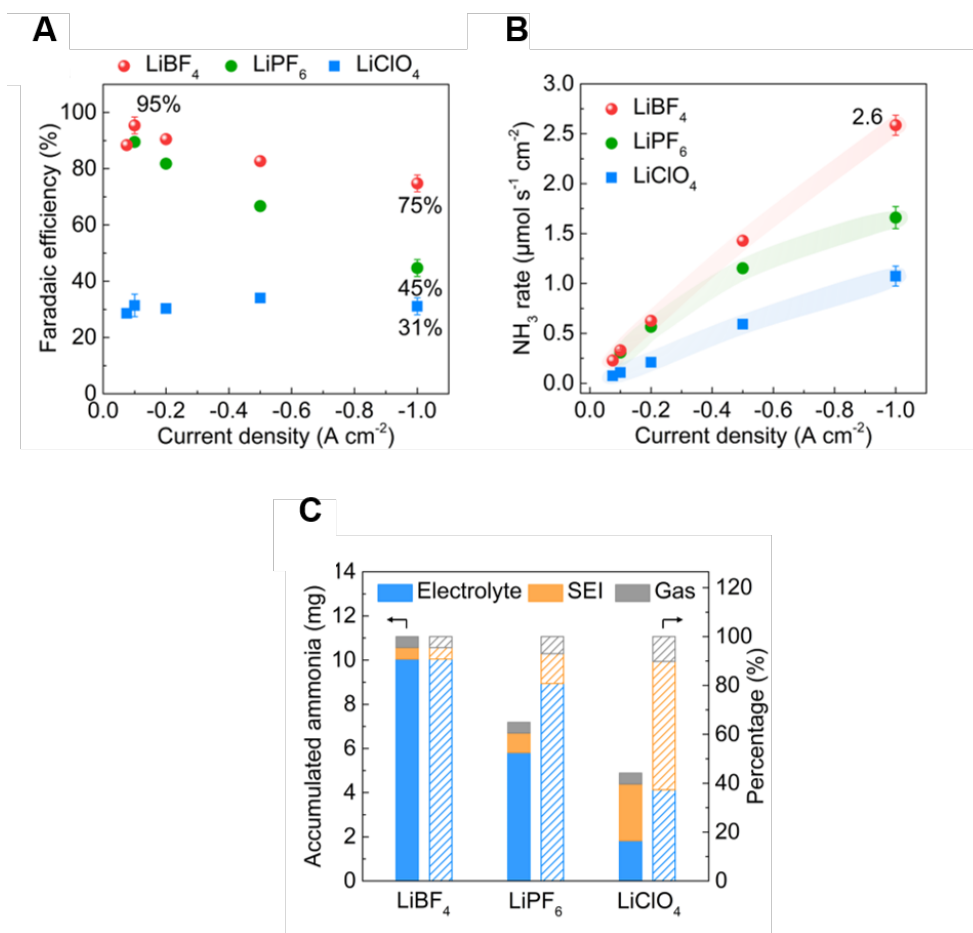 A
LiBF4 LiPF6 LiClO4
Faradaic efficiency (%)
100
80
60
40
20
0
95%
75%
45%
31%
0.0 -0.2 -0.4 -0.6 -0.8 -1.0
Current density (A cm-2)
B
NH3 rate (μmol s-1 cm-2)
3.0
2.5
2.0
1.5
1.0
0.5
0.0
LiBF4
LiPF6
LiClO4
2.6
0.0 -0.2 -0.4 -0.6 -0.8 -1.0
Current density (A cm-2)
C
Accumulated ammonia (mg)
14
12
10
8
6
4
2
0
Electrolyte SEI Gas
120
100
80
60
40
20
0
Percentage (%)
LiBF4 LiPF6 LiClO4